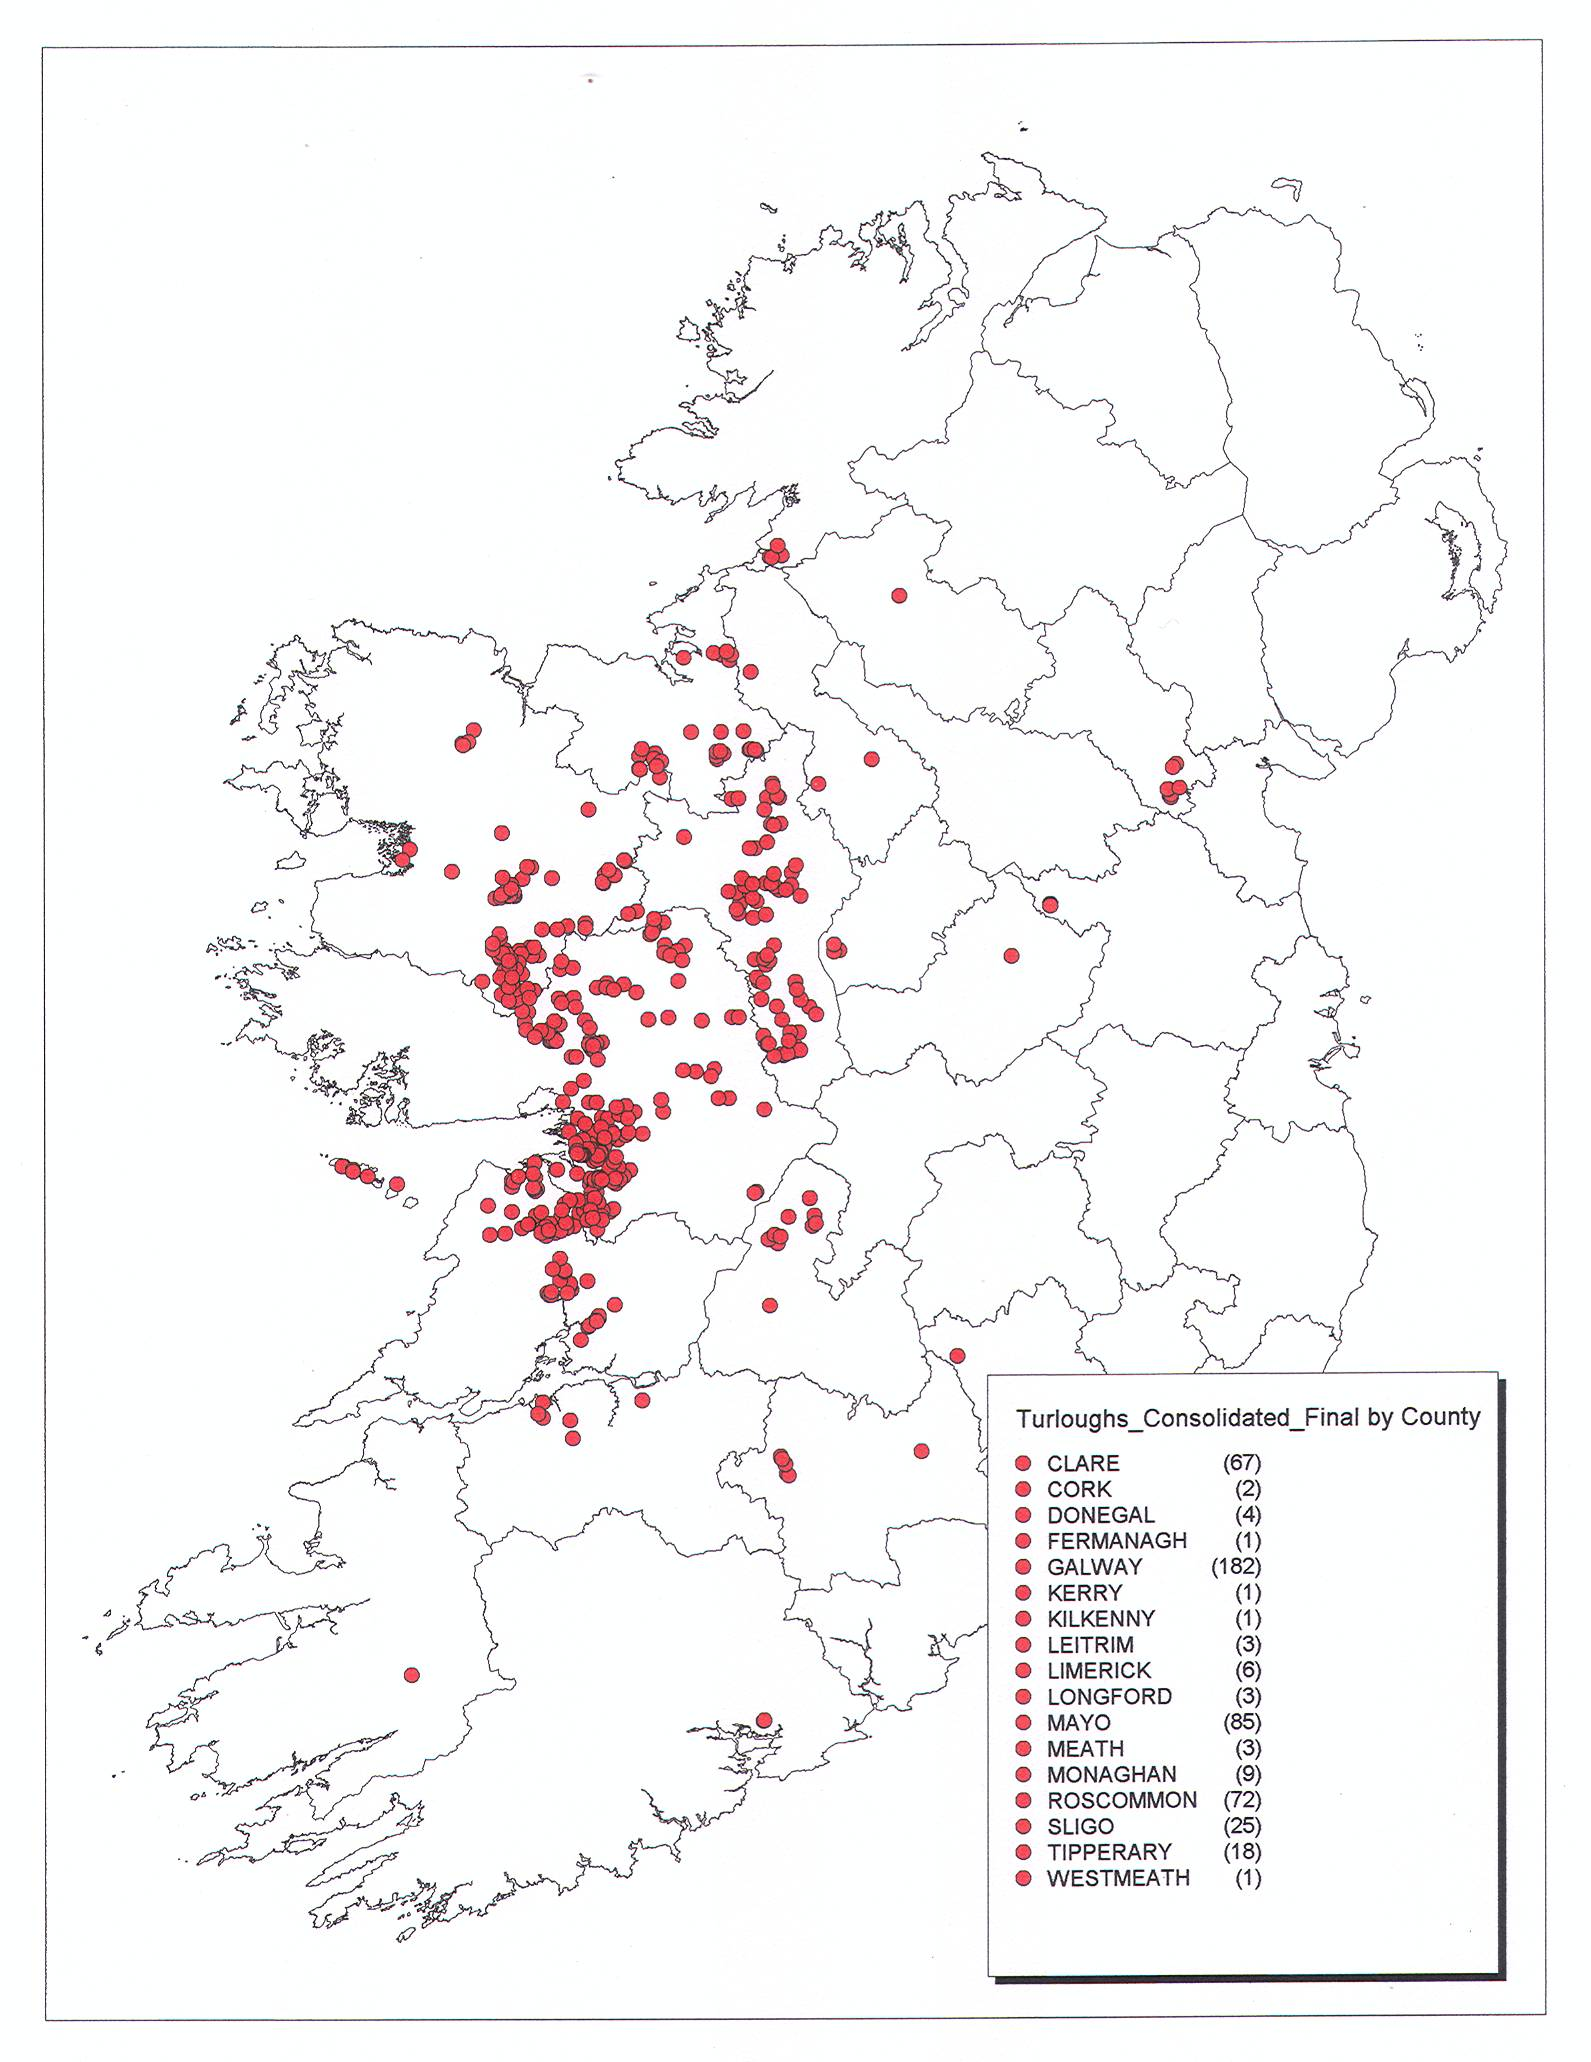 Turloughs_Consolidated_Final by County
CLARE (67)
CORK (2)
DONEGAL (4)
FERMANAGH (1)
GALWAY (182)
KERRY (1)
KILKENNY (1)
LEITRIM (3)
LIMERICK (6)
LONGFORD (3)
MAYO (85)
MEATH (3)
MONAGHAN (9)
ROSCOMMON (72)
SLIGO (25)
TIPPERARY (18)
WESTMEATH (1)